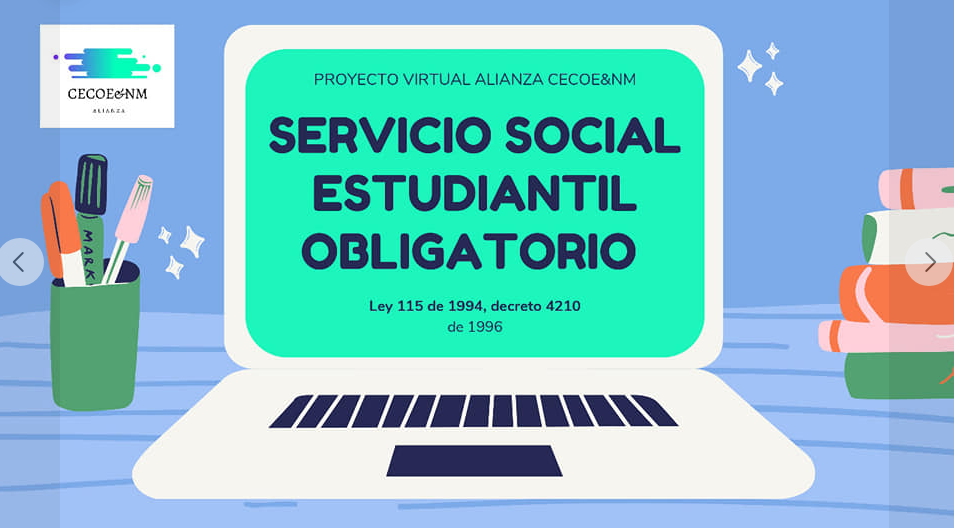 CECOE&NM
ALIANZA
PROYECTO VIRTUAL ALIANZA CECOE&NM
SERVICIO SOCIAL
ESTUDIANTIL
OBLIGATORIO
Ley 115 de 1994, decreto 4210
de 1996
MARK